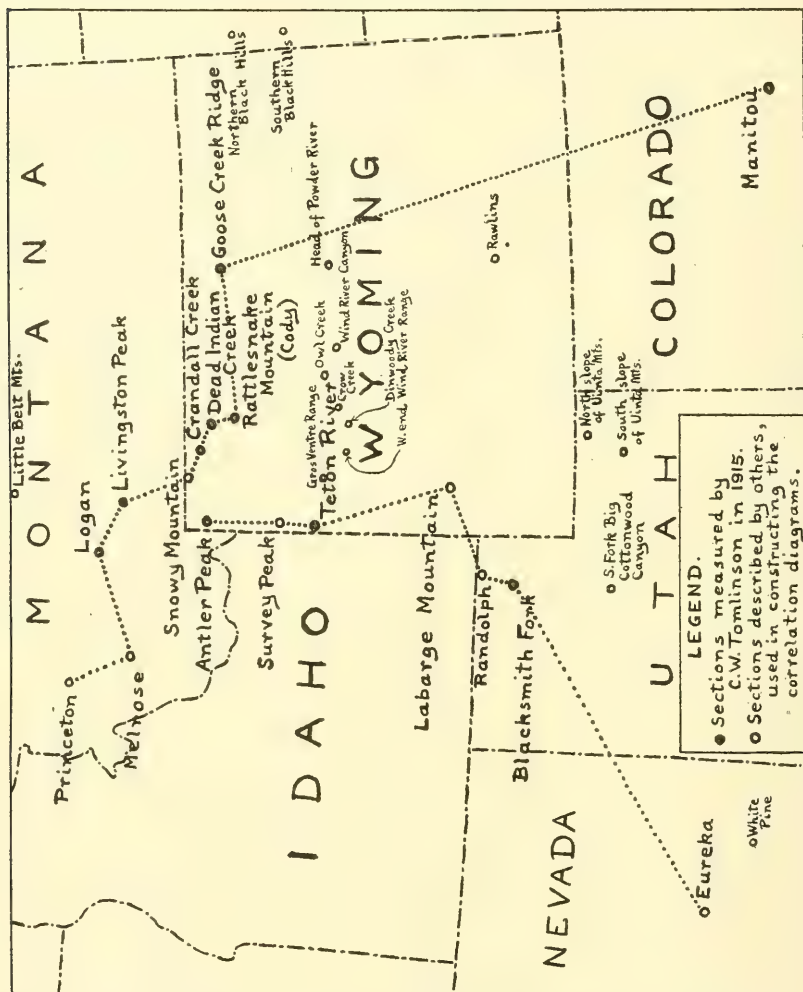 MONTANA
Little Belt Mts.
Princeton
Logan
Livingston Peak
Melrose
Snowy Mountain
Crandall Creek
Dead Indian
Creek
Goose Creek Ridge
Northern
Black Hills
Southern
Black Hills
Antler Peak
Rattlesnake
Mountain
(Cody)
Survey Peak
Teton River
Gros Ventre Range
Owl Creek
Crow
Creek
Wind River Canyon
Head of Powder River
Dinwoody Creek
W. end Wind River Range
WYOMING
IDAHO
Labarge Mountain
Rawlins
Randolph
Blacksmith Fork
North slope
of Uinta Mts.
South slope
of Uinta Mts.
S. Fork Big
Cottonwood
Canyon
UTAH
COLORADO
Manitou
NEVADA
Eureka
White
Pine
LEGEND.
Sections measured by
C.W. Tomlinson in 1915.
Sections described by others,
used in constructing the
correlation diagrams.